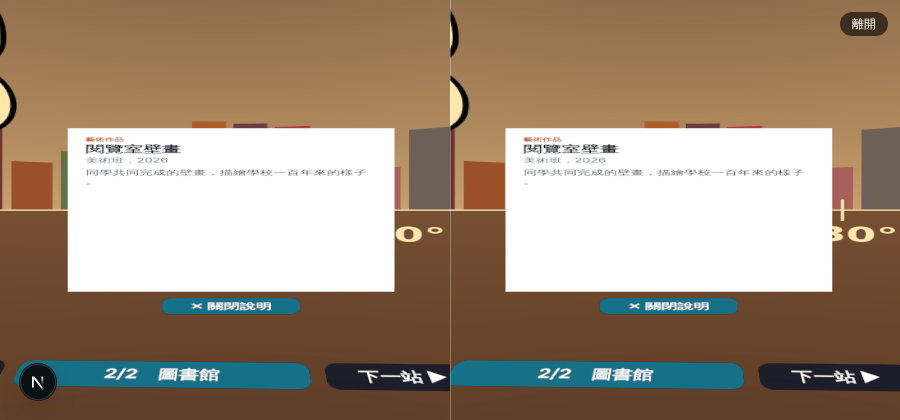 離開
藝術作品
閱覽室壁畫
美術班，2026
同學共同完成的壁畫，描繪學校一百年來的樣子
。
0°
✕ 關閉說明
2/2 圖書館
下一站 ▶
N
藝術作品
閱覽室壁畫
美術班，2026
同學共同完成的壁畫，描繪學校一百年來的樣子
。
30°
✕ 關閉說明
2/2 圖書館
下一站 ▶